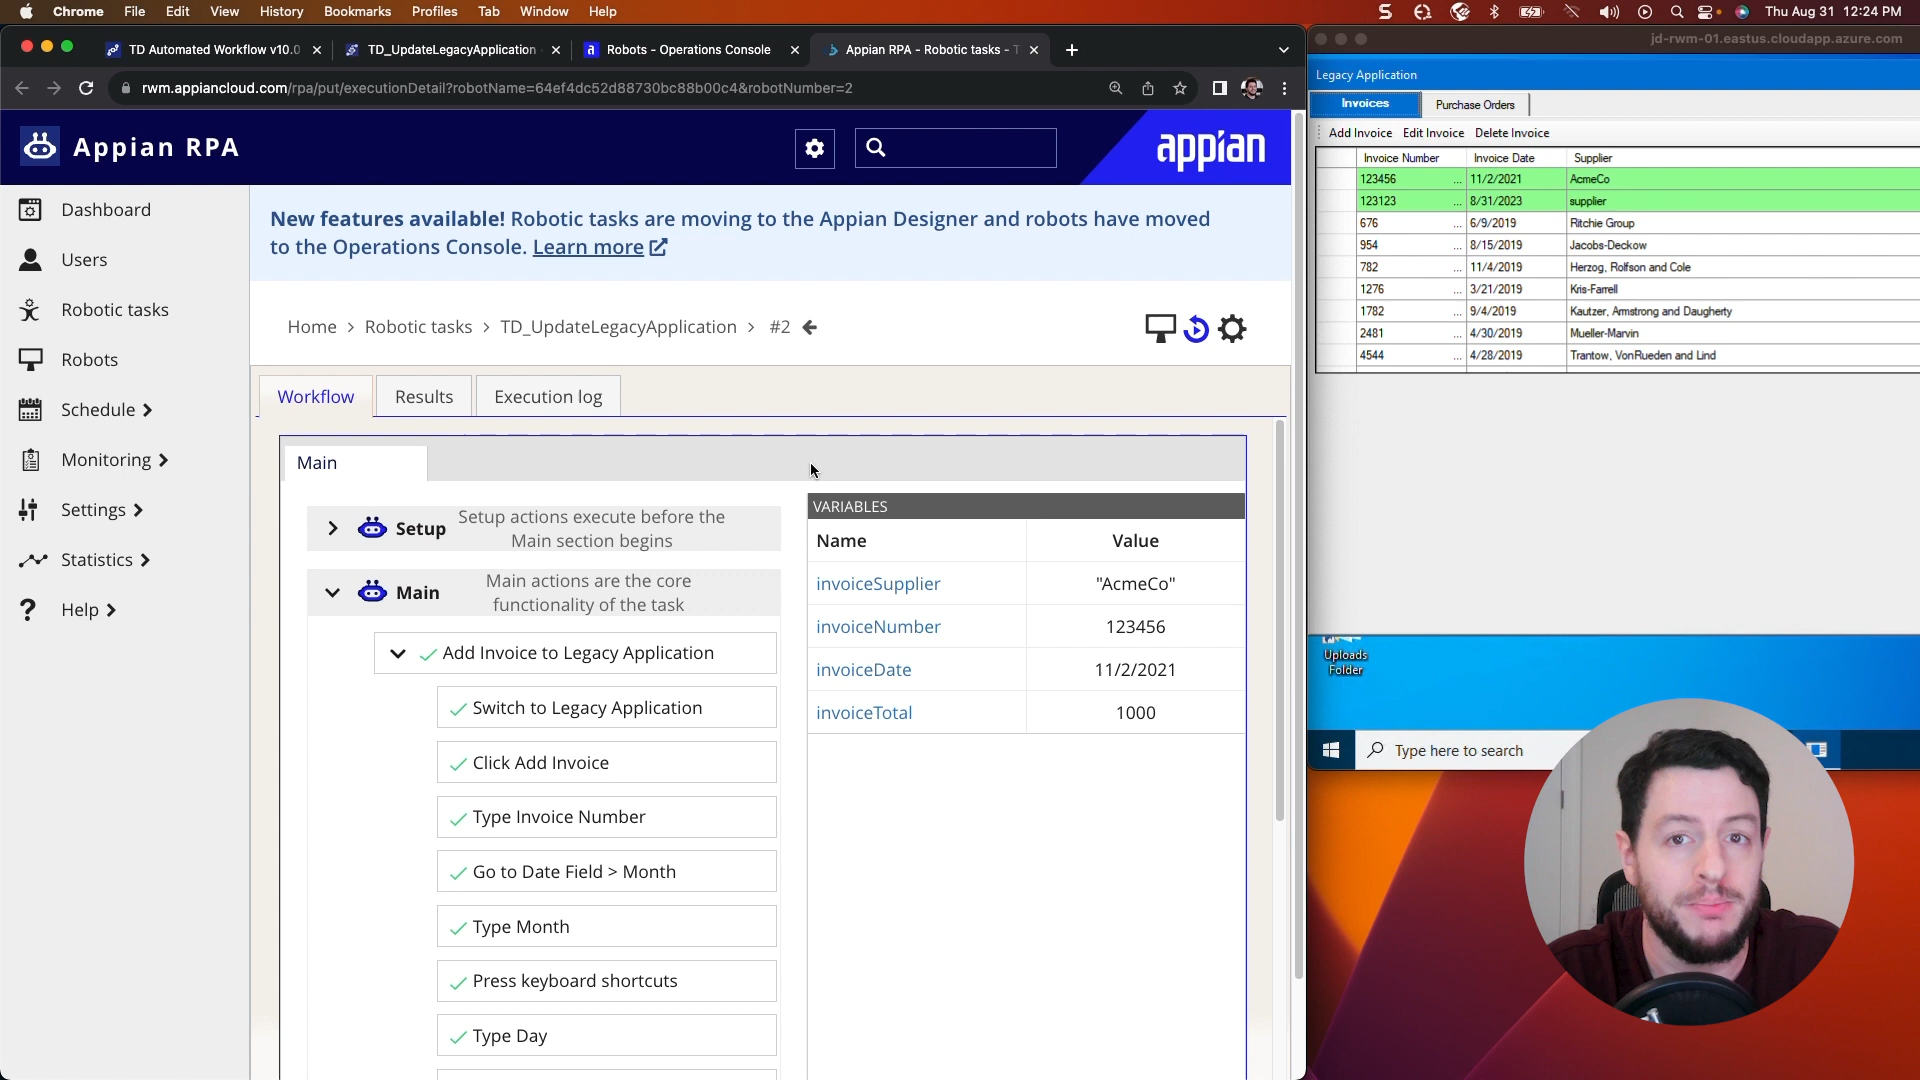 Chrome File Edit View History Bookmarks Profiles Tab Window Help
Thu Aug 31 12:24 PM
TD Automated Workflow v10.0
TD_UpdateLegacyApplication
Robots - Operations Console
Appian RPA - Robotic tasks - T
rwm.appiancloud.com/rpa/put/executionDetail?robotName=64ef4dc52d88730bc88b00c4&robotNumber=2
Appian RPA
appian
Dashboard
Users
Robotic tasks
Robots
Schedule
Monitoring
Settings
Statistics
Help
New features available! Robotic tasks are moving to the Appian Designer and robots have moved
to the Operations Console. Learn more
Home > Robotic tasks > TD_UpdateLegacyApplication > #2
Workflow Results Execution log
Main
Setup
Setup actions execute before the
Main section begins
Main
Main actions are the core
functionality of the task
Add Invoice to Legacy Application
Switch to Legacy Application
Click Add Invoice
Type Invoice Number
Go to Date Field > Month
Type Month
Press keyboard shortcuts
Type Day
VARIABLES
Name Value
invoiceSupplier "AcmeCo"
invoiceNumber 123456
invoiceDate 11/2/2021
invoiceTotal 1000
jd-rwm-01.eastus.cloudapp.azure.com
Legacy Application
Invoices Purchase Orders
Add Invoice Edit Invoice Delete Invoice
Invoice Number Invoice Date Supplier
123456 ... 11/2/2021 AcmeCo
123123 ... 8/31/2023 supplier
676 ... 6/9/2019 Ritchie Group
954 ... 8/15/2019 Jacobs-Deckow
782 ... 11/4/2019 Herzog, Rolfson and Cole
1276 ... 3/21/2019 Kris-Farrell
1782 ... 9/4/2019 Kautzer, Armstrong and Daugherty
2481 ... 4/30/2019 Mueller-Marvin
4544 ... 4/28/2019 Trantow, VonRueden and Lind
Uploads
Folder
Type here to search